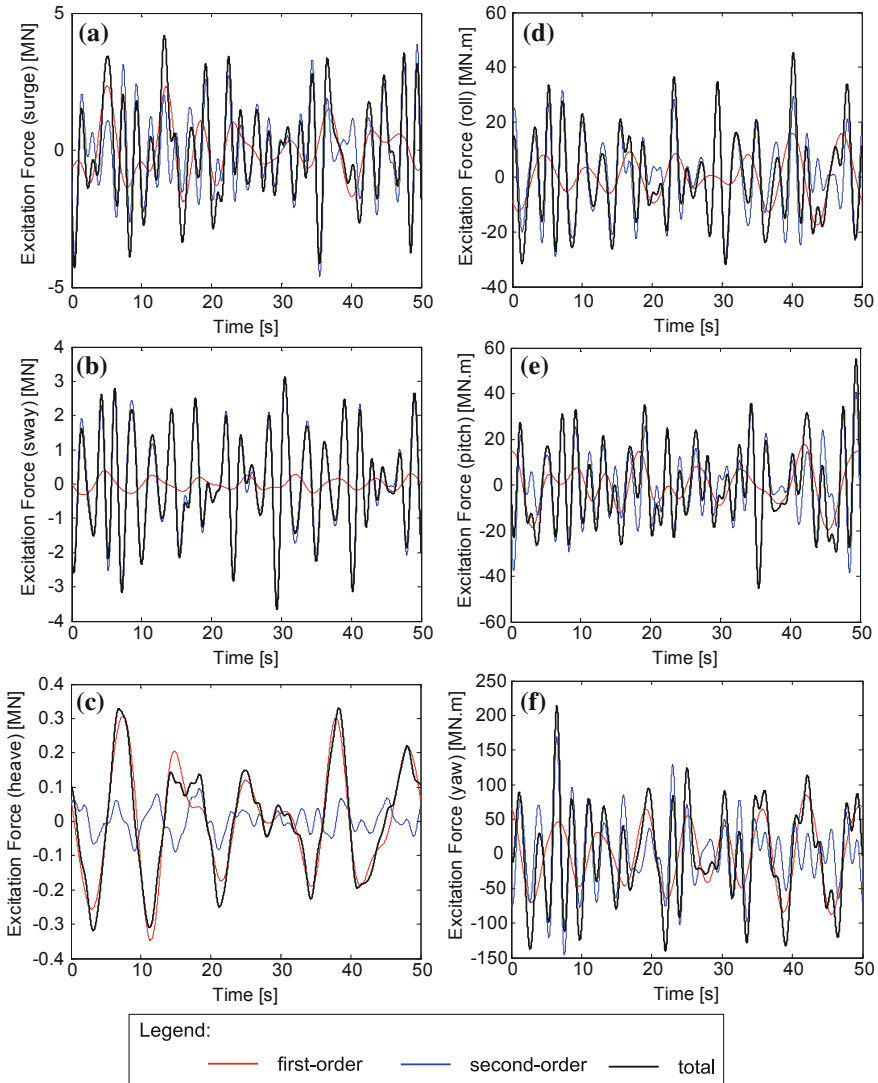 (a)
Excitation Force (surge) [MN]
5
0
-5
0 10 20 30 40 50
Time [s]
(d)
Excitation Force (roll) [MN.m]
60
40
20
0
-20
-40
0 10 20 30 40 50
Time [s]
(b)
Excitation Force (sway) [MN]
4
3
2
1
0
-1
-2
-3
-4
0 10 20 30 40 50
Time [s]
(e)
Excitation Force (pitch) [MN.m]
60
40
20
0
-20
-40
-60
0 10 20 30 40 50
Time [s]
(c)
Excitation Force (heave) [MN]
0.4
0.3
0.2
0.1
0
-0.1
-0.2
-0.3
-0.4
0 10 20 30 40 50
Time [s]
(f)
Excitation Force (yaw) [MN.m]
250
200
150
100
50
0
-50
-100
-150
0 10 20 30 40 50
Time [s]
Legend:
first-order second-order total